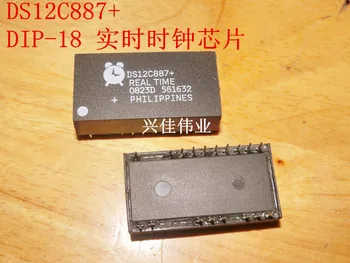 DS12C887+
DIP-18 实时时钟芯片
DS12C887+
REAL TIME
0823D 561632
+ PHILIPPINES
兴佳伟业